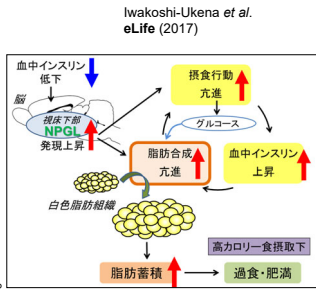 Iwakoshi-Ukena et al.
eLife (2017)
血中インスリン
低下
脳
視床下部
NPGL
発現上昇
摂食行動
亢進
グルコース
脂肪合成
亢進
血中インスリン
上昇
白色脂肪組織
高カロリー食摂取下
脂肪蓄積
過食・肥満